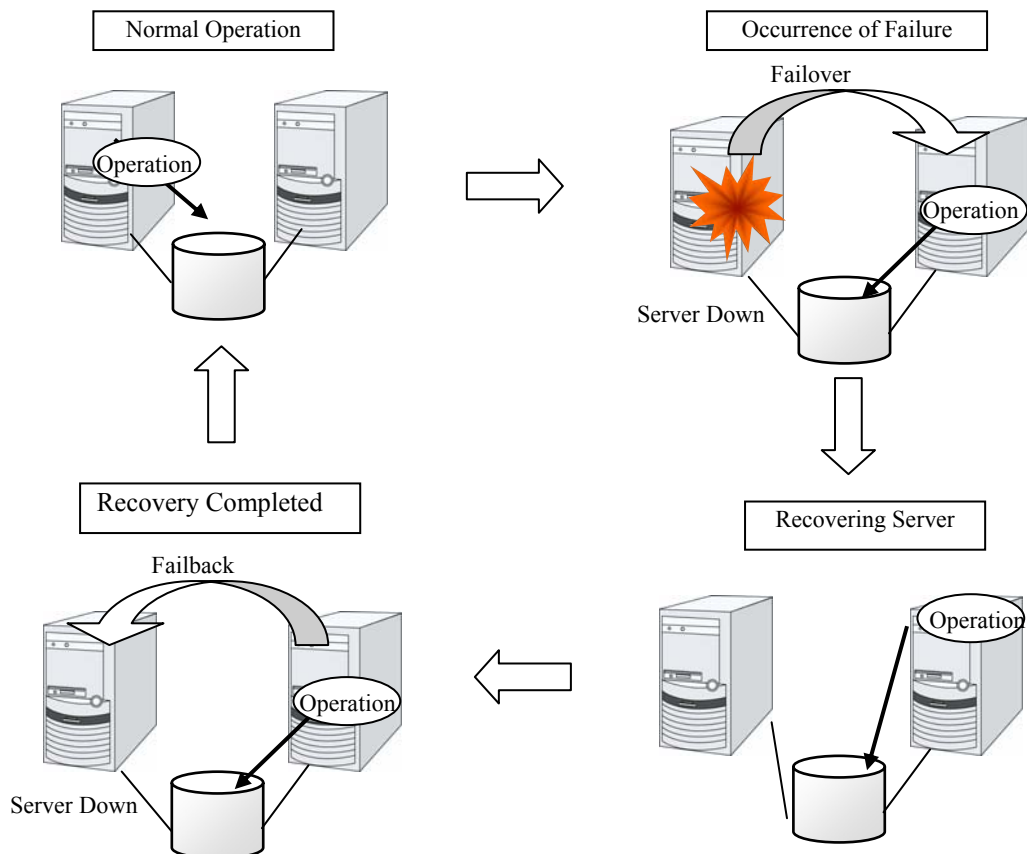 Normal Operation
Occurrence of Failure
Failover
Operation
Operation
Server Down
Recovery Completed
Recovering Server
Failback
Operation
Operation
Server Down